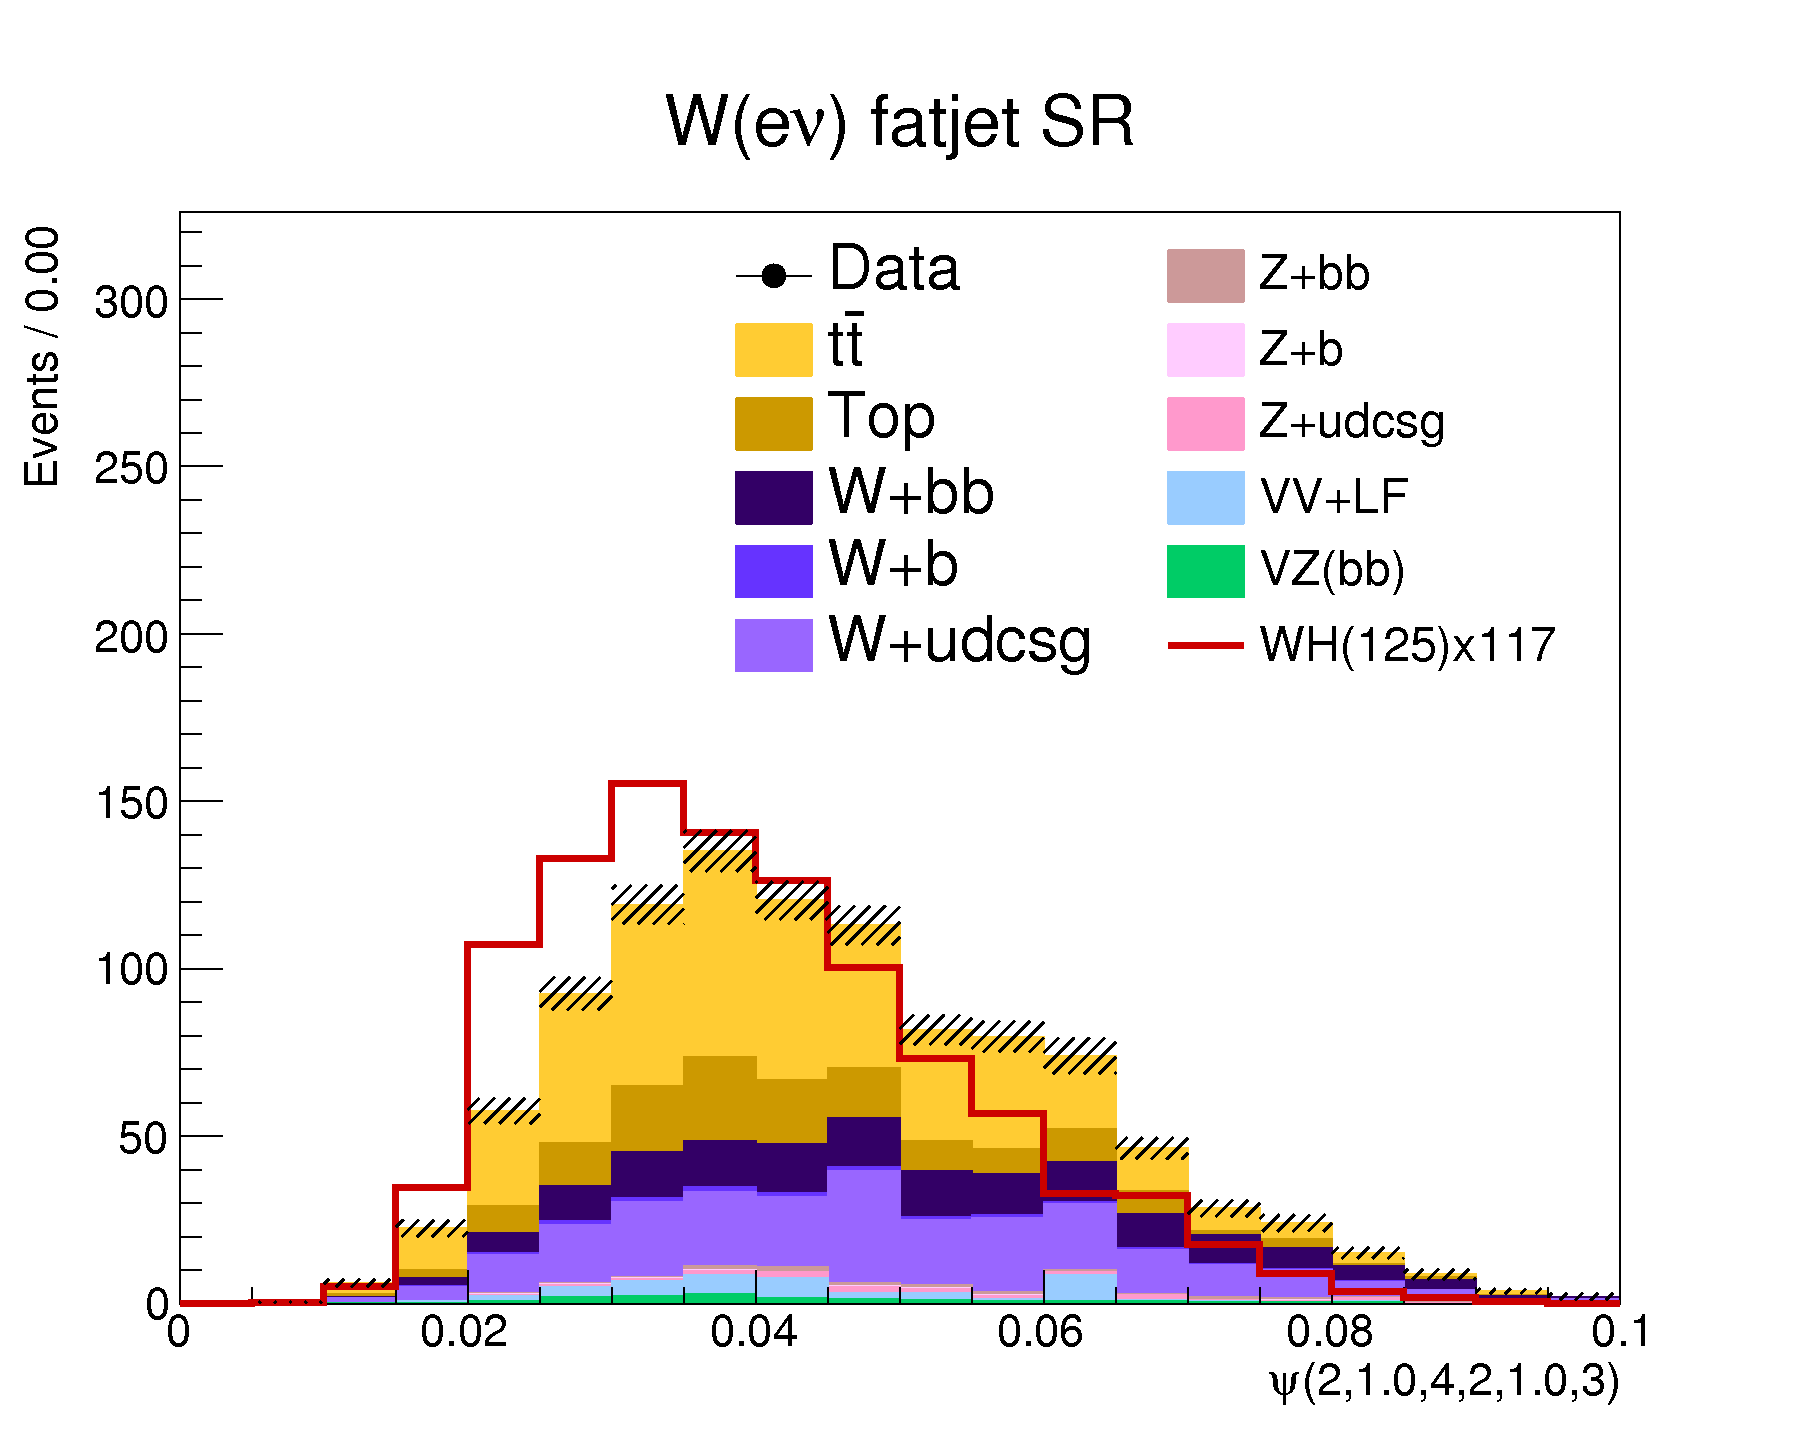 W(eν) fatjet SR
Events / 0.00
300
250
200
150
100
50
0
Data
tt̄
Top
W+bb
W+b
W+udcsg
Z+bb
Z+b
Z+udcsg
VV+LF
VZ(bb)
WH(125)x117
0 0.02 0.04 0.06 0.08 0.1
ψ(2,1.0,4,2,1.0,3)